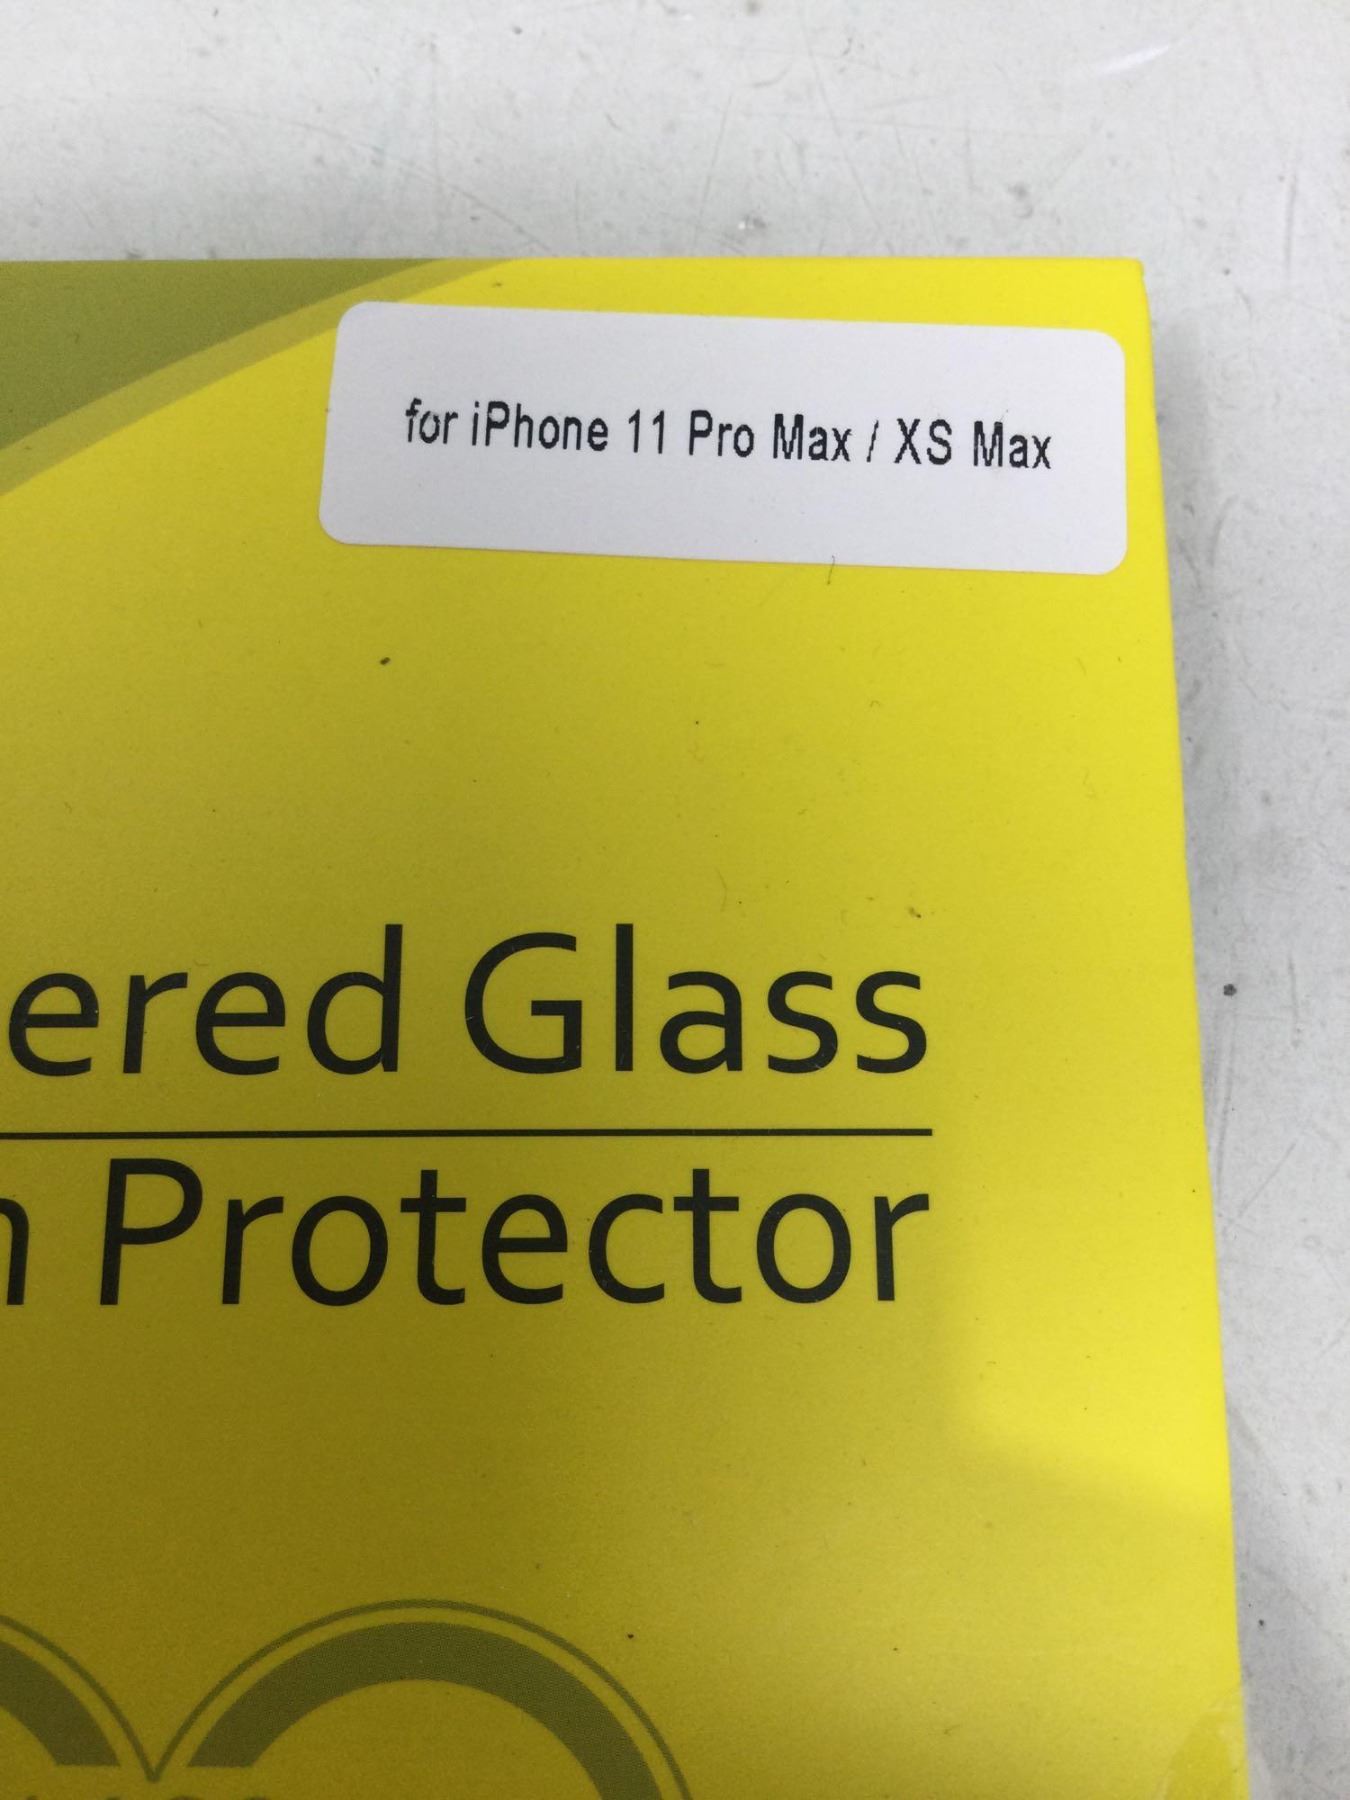 for iPhone 11 Pro Max / XS Max
ered Glass
n Protector